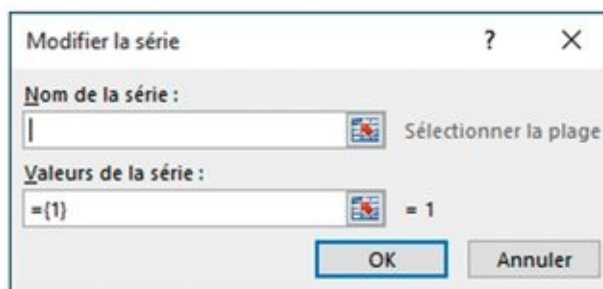 Modifier la série ? ×
Nom de la série :
Sélectionner la plage
Valeurs de la série :
={1} = 1
OK Annuler